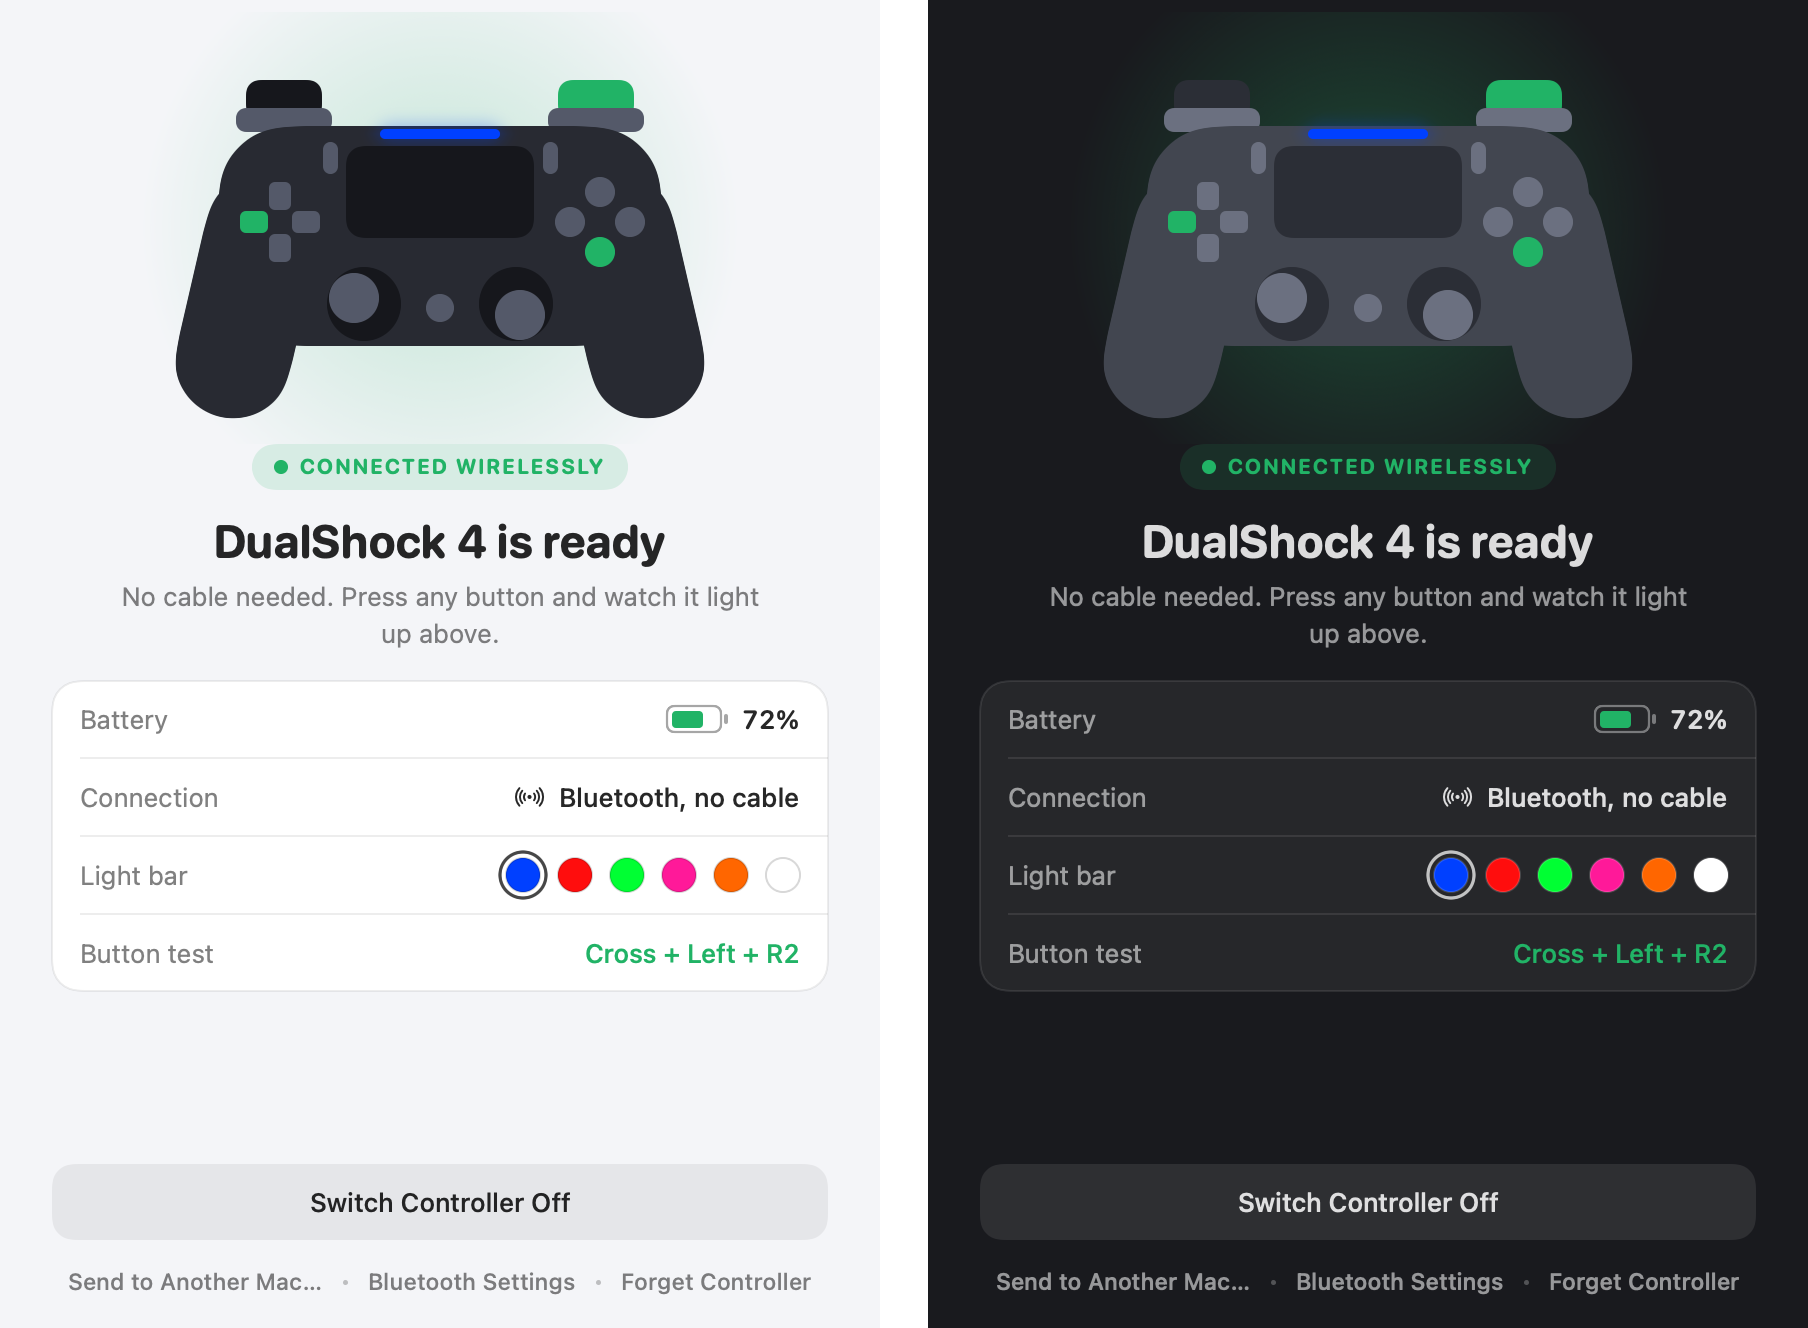 CONNECTED WIRELESSLY
DualShock 4 is ready
No cable needed. Press any button and watch it light
up above.
Battery 72%
Connection Bluetooth, no cable
Light bar
Button test Cross + Left + R2
Switch Controller Off
Send to Another Mac... • Bluetooth Settings • Forget Controller
CONNECTED WIRELESSLY
DualShock 4 is ready
No cable needed. Press any button and watch it light
up above.
Battery 72%
Connection Bluetooth, no cable
Light bar
Button test Cross + Left + R2
Switch Controller Off
Send to Another Mac... • Bluetooth Settings • Forget Controller